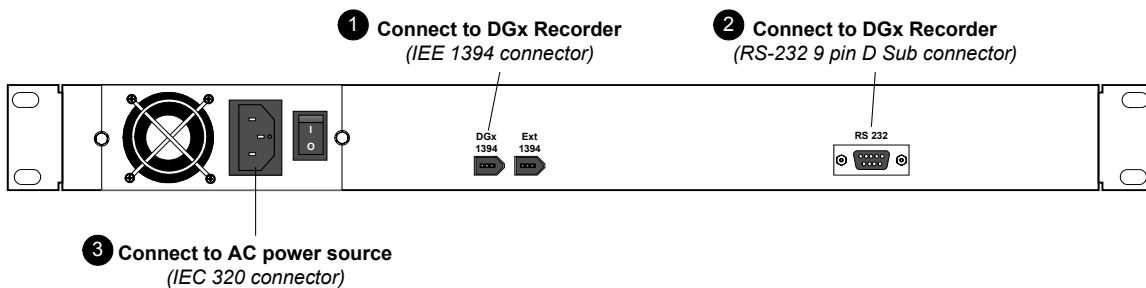 1 Connect to DGx Recorder
(IEE 1394 connector)
2 Connect to DGx Recorder
(RS-232 9 pin D Sub connector)
I
O
DGx
1394
Ext
1394
RS 232
3 Connect to AC power source
(IEC 320 connector)